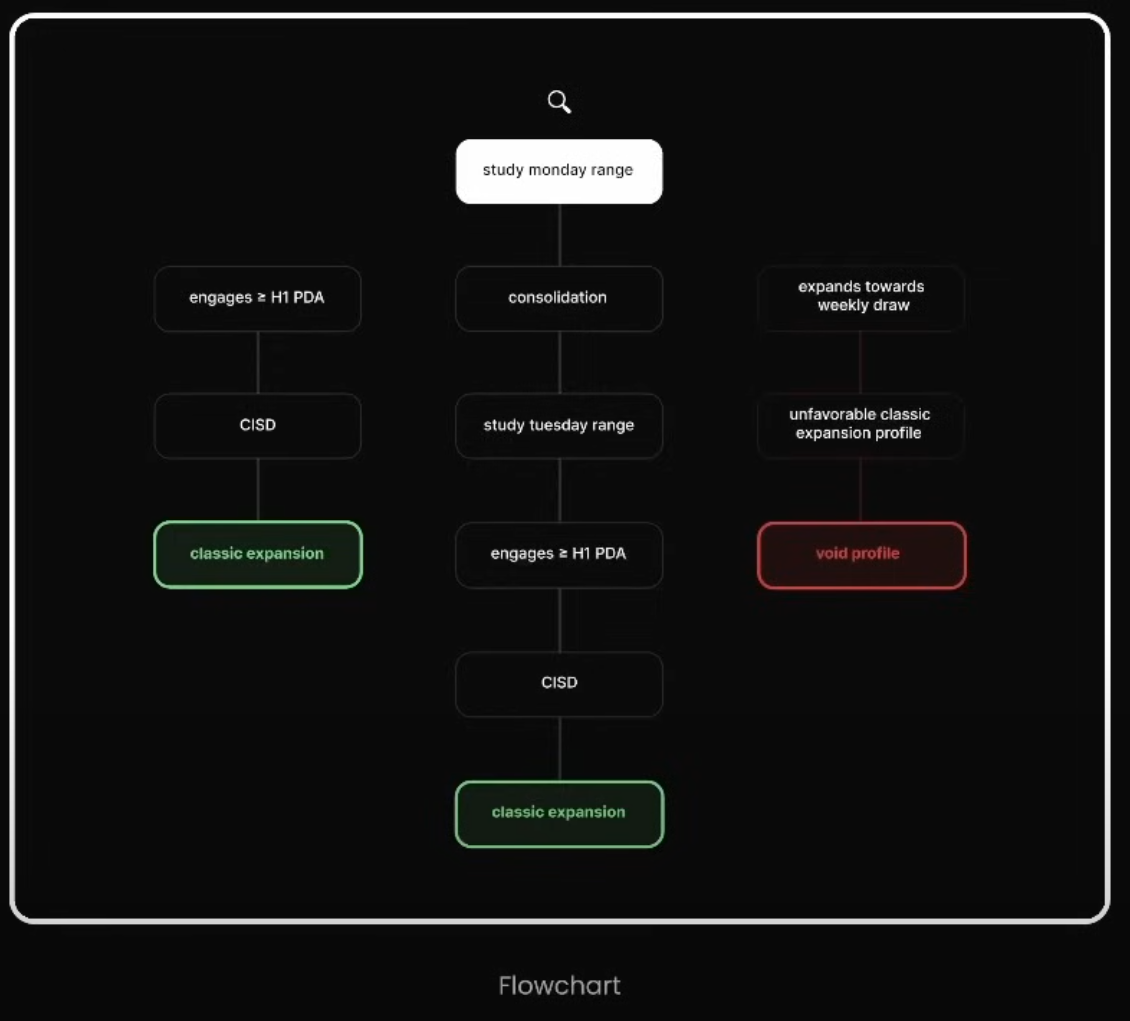 study monday range
engages ≥ H1 PDA
consolidation
expands towards
weekly draw
CISD
study tuesday range
unfavorable classic
expansion profile
classic expansion
engages ≥ H1 PDA
void profile
CISD
classic expansion
Flowchart